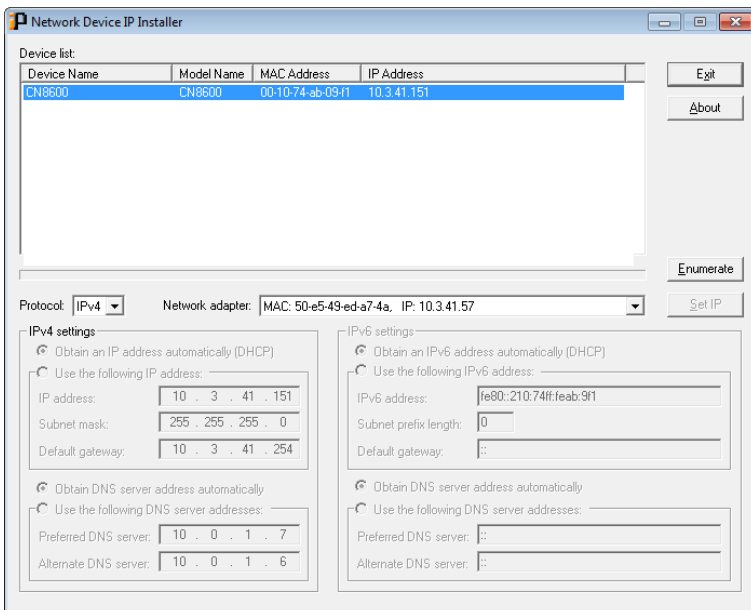 Network Device IP Installer
Device list:
Device Name Model Name MAC Address IP Address
CN8600 CN8600 00-10-74-ab-09-f1 10.3.41.151
Exit
About
Enumerate
Protocol: IPv4 Network adapter: MAC: 50-e5-49-ed-a7-4a, IP: 10.3.41.57 Set IP
IPv4 settings
Obtain an IP address automatically (DHCP)
Use the following IP address:
IP address: 10 . 3 . 41 . 151
Subnet mask: 255 . 255 . 255 . 0
Default gateway: 10 . 3 . 41 . 254
Obtain DNS server address automatically
Use the following DNS server addresses:
Preferred DNS server: 10 . 0 . 1 . 7
Alternate DNS server: 10 . 0 . 1 . 6
IPv6 settings
Obtain an IPv6 address automatically (DHCP)
Use the following IPv6 address:
IPv6 address: fe80::210:74ff:feab:9f1
Subnet prefix length: 0
Default gateway: ::
Obtain DNS server address automatically
Use the following DNS server addresses:
Preferred DNS server: ::
Alternate DNS server: ::